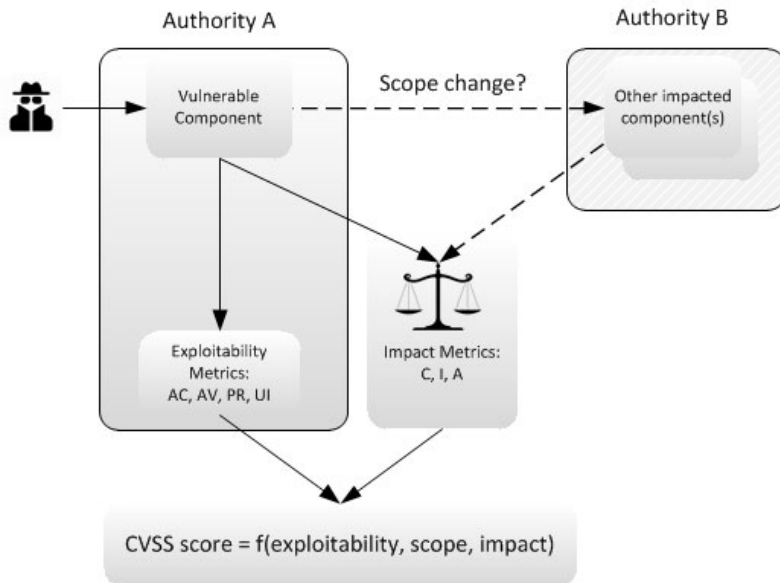 Authority A
Authority B
Vulnerable
Component
Scope change?
Other impacted
component(s)
Exploitability
Metrics:
AC, AV, PR, UI
Impact Metrics:
C, I, A
CVSS score = f(exploitability, scope, impact)